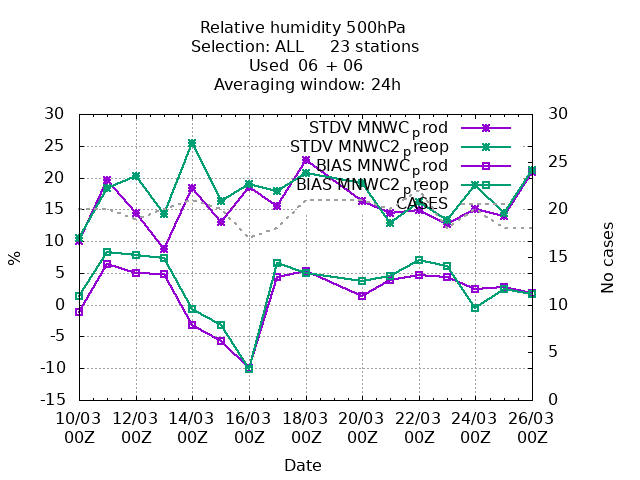 Relative humidity 500hPa
Selection: ALL 23 stations
Used 06 + 06
Averaging window: 24h
30 30
25 25
20 20
15 15
10 10
5 5
0 0
-5
-10
-15
%
No cases
STDV MNWC_prod
STDV MNWC2_preop
BIAS MNWC_prod
BIAS MNWC2_preop
CASES
10/03 12/03 14/03 16/03 18/03 20/03 22/03 24/03 26/03
00Z 00Z 00Z 00Z 00Z 00Z 00Z 00Z 00Z
Date